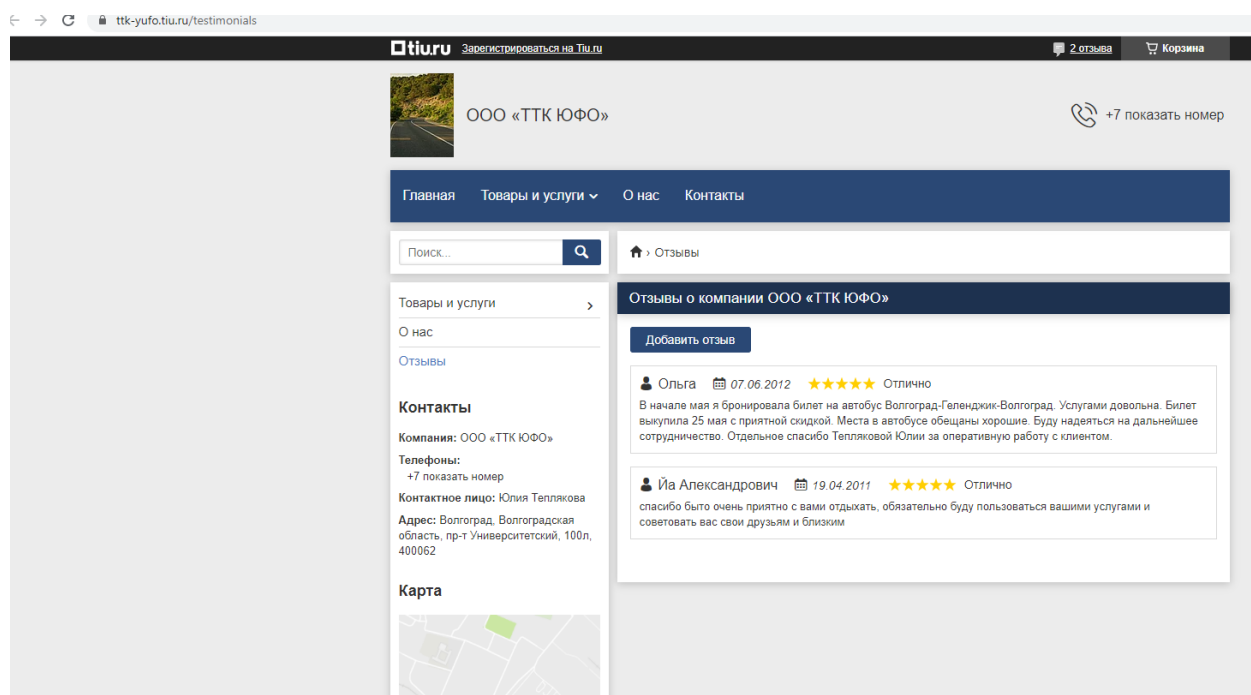 ttk-yufo.tiu.ru/testimonials
tiu.ru Зарегистрироваться на Tiu.ru 2 отзыва Корзина
ООО «ТТК ЮФО»
+7 показать номер
Главная Товары и услуги О нас Контакты
Поиск...
› Отзывы
Товары и услуги
О нас
Отзывы
Контакты
Компания: ООО «ТТК ЮФО»
Телефоны:
+7 показать номер
Контактное лицо: Юлия Теплякова
Адрес: Волгоград, Волгоградская
область, пр-т Университетский, 100л,
400062
Карта
Отзывы о компании ООО «ТТК ЮФО»
Добавить отзыв
Ольга 07.06.2012 Отлично
В начале мая я бронировала билет на автобус Волгоград-Геленджик-Волгоград. Услугами довольна. Билет
выкупила 25 мая с приятной скидкой. Места в автобусе обещаны хорошие. Буду надеяться на дальнейшее
сотрудничество. Отдельное спасибо Тепляковой Юлии за оперативную работу с клиентом.
Йа Александрович 19.04.2011 Отлично
спасибо быто очень приятно с вами отдыхать, обязательно буду пользоваться вашими услугами и
советовать вас свои друзьям и близким